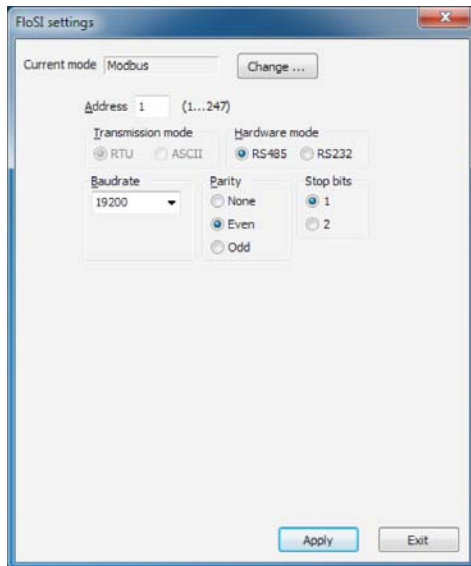 FloSI settings
Current mode Modbus Change ...
Address 1 (1...247)
Transmission mode Hardware mode
RTU ASCII RS485 RS232
Baudrate Parity Stop bits
19200 None 1
Even 2
Odd
Apply Exit